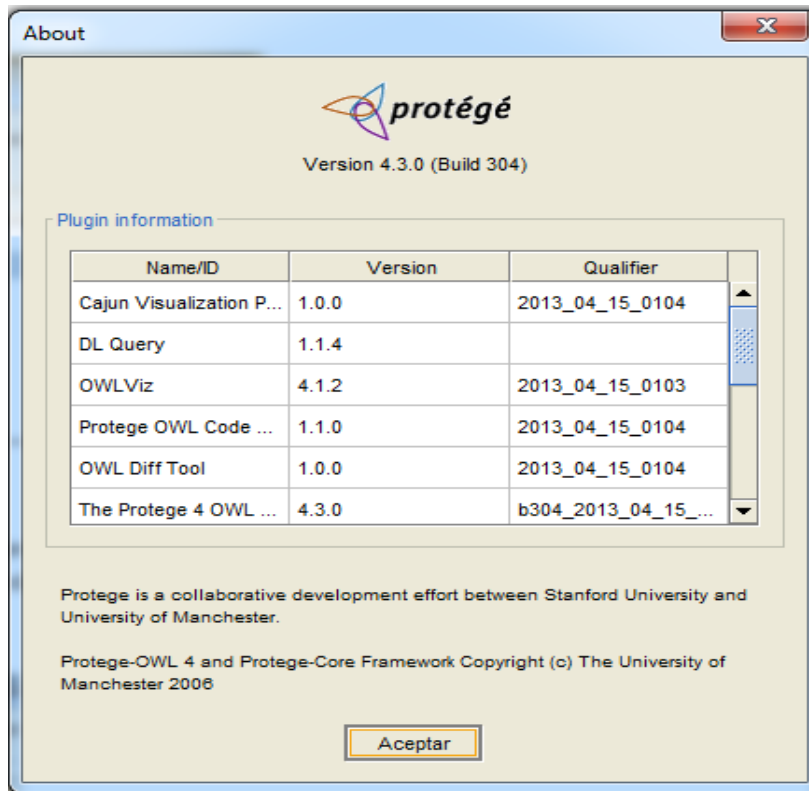 About
protégé
Version 4.3.0 (Build 304)
Plugin information
Name/ID Version Qualifier
Cajun Visualization P... 1.0.0 2013_04_15_0104
DL Query 1.1.4
OWLViz 4.1.2 2013_04_15_0103
Protege OWL Code ... 1.1.0 2013_04_15_0104
OWL Diff Tool 1.0.0 2013_04_15_0104
The Protege 4 OWL ... 4.3.0 b304_2013_04_15_...
Protege is a collaborative development effort between Stanford University and
University of Manchester.
Protege-OWL 4 and Protege-Core Framework Copyright (c) The University of
Manchester 2006
Aceptar